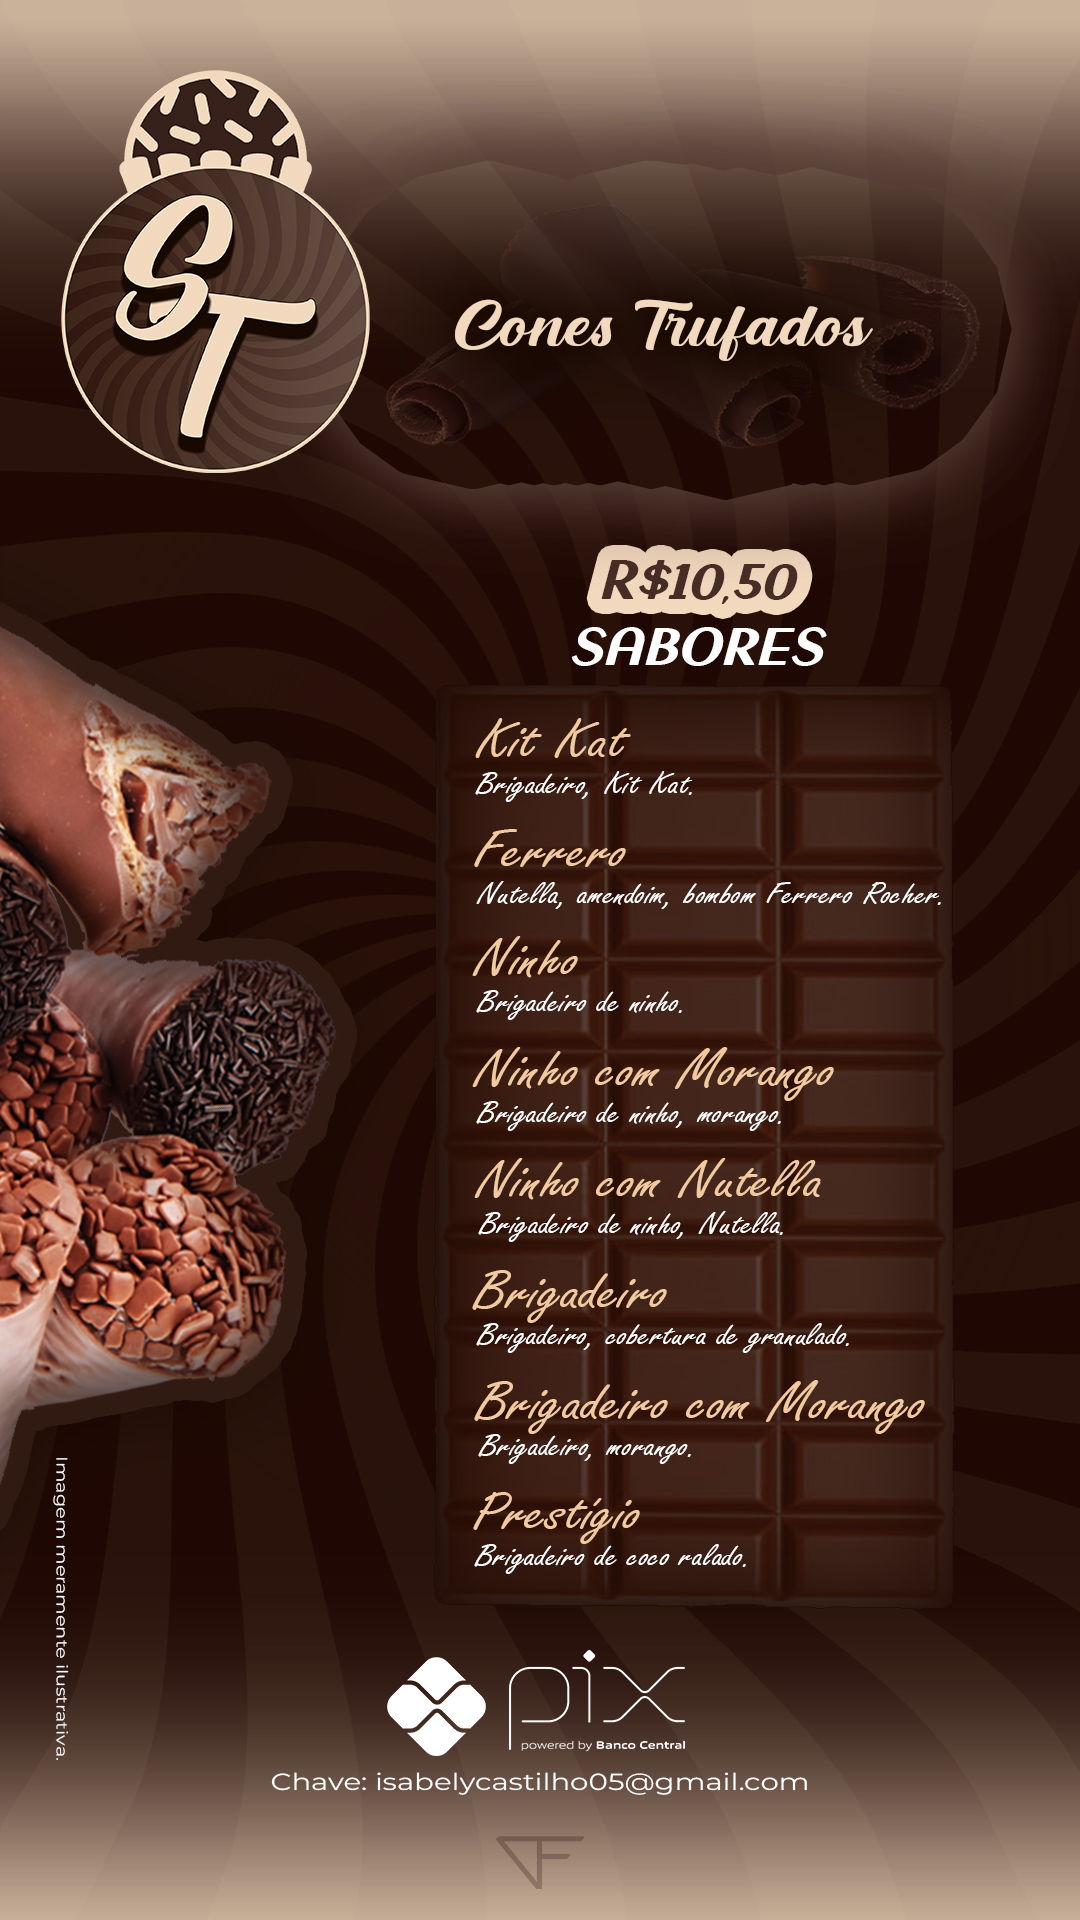 ST
Cones Trufados
R$10,50
SABORES
Kit Kat
Brigadeiro, Kit Kat.
Ferrero
Nutella, amendoim, bombom Ferrero Rocher.
Ninho
Brigadeiro de ninho.
Ninho com Morango
Brigadeiro de ninho, morango.
Ninho com Nutella
Brigadeiro de ninho, Nutella.
Brigadeiro
Brigadeiro, cobertura de granulado.
Brigadeiro com Morango
Brigadeiro, morango.
Prestígio
Brigadeiro de coco ralado.
Imagem meramente ilustrativa.
pix
powered by Banco Central
Chave: isabelycastilho05@gmail.com